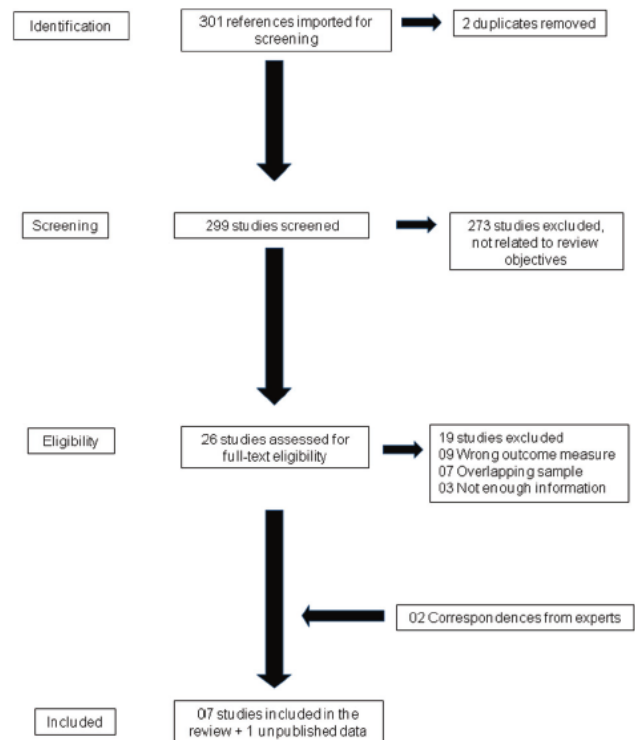 Identification
301 references imported for
screening
2 duplicates removed
Screening
299 studies screened
273 studies excluded,
not related to review
objectives
Eligibility
26 studies assessed for
full-text eligibility
19 studies excluded
09 Wrong outcome measure
07 Overlapping sample
03 Not enough information
02 Correspondences from experts
Included
07 studies included in the
review + 1 unpublished data